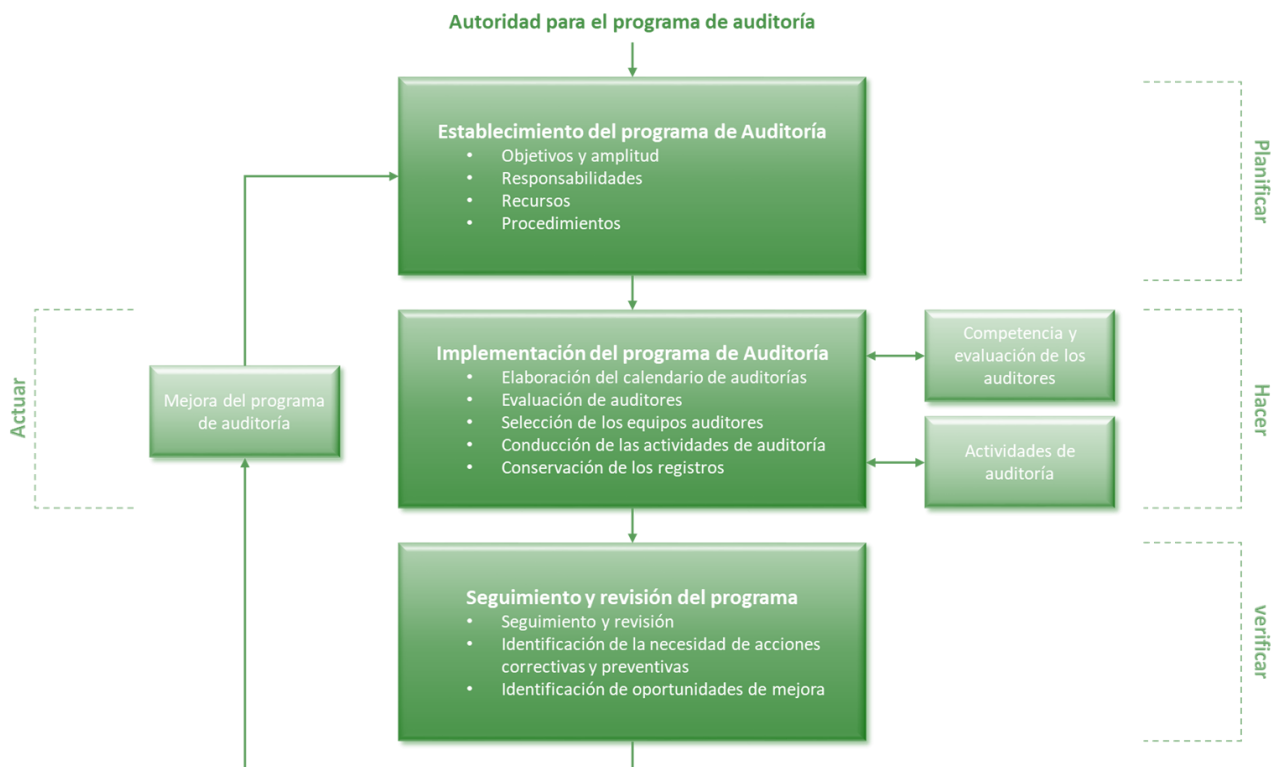 Autoridad para el programa de auditoría
Establecimiento del programa de Auditoría
• Objetivos y amplitud
• Responsabilidades
• Recursos
• Procedimientos
Planificar
Implementación del programa de Auditoría
• Elaboración del calendario de auditorías
• Evaluación de auditores
• Selección de los equipos auditores
• Conducción de las actividades de auditoría
• Conservación de los registros
Competencia y
evaluación de los
auditores
Actividades de
auditoría
Hacer
Actuar
Mejora del programa
de auditoría
Seguimiento y revisión del programa
• Seguimiento y revisión
• Identificación de la necesidad de acciones
correctivas y preventivas
• Identificación de oportunidades de mejora
verificar